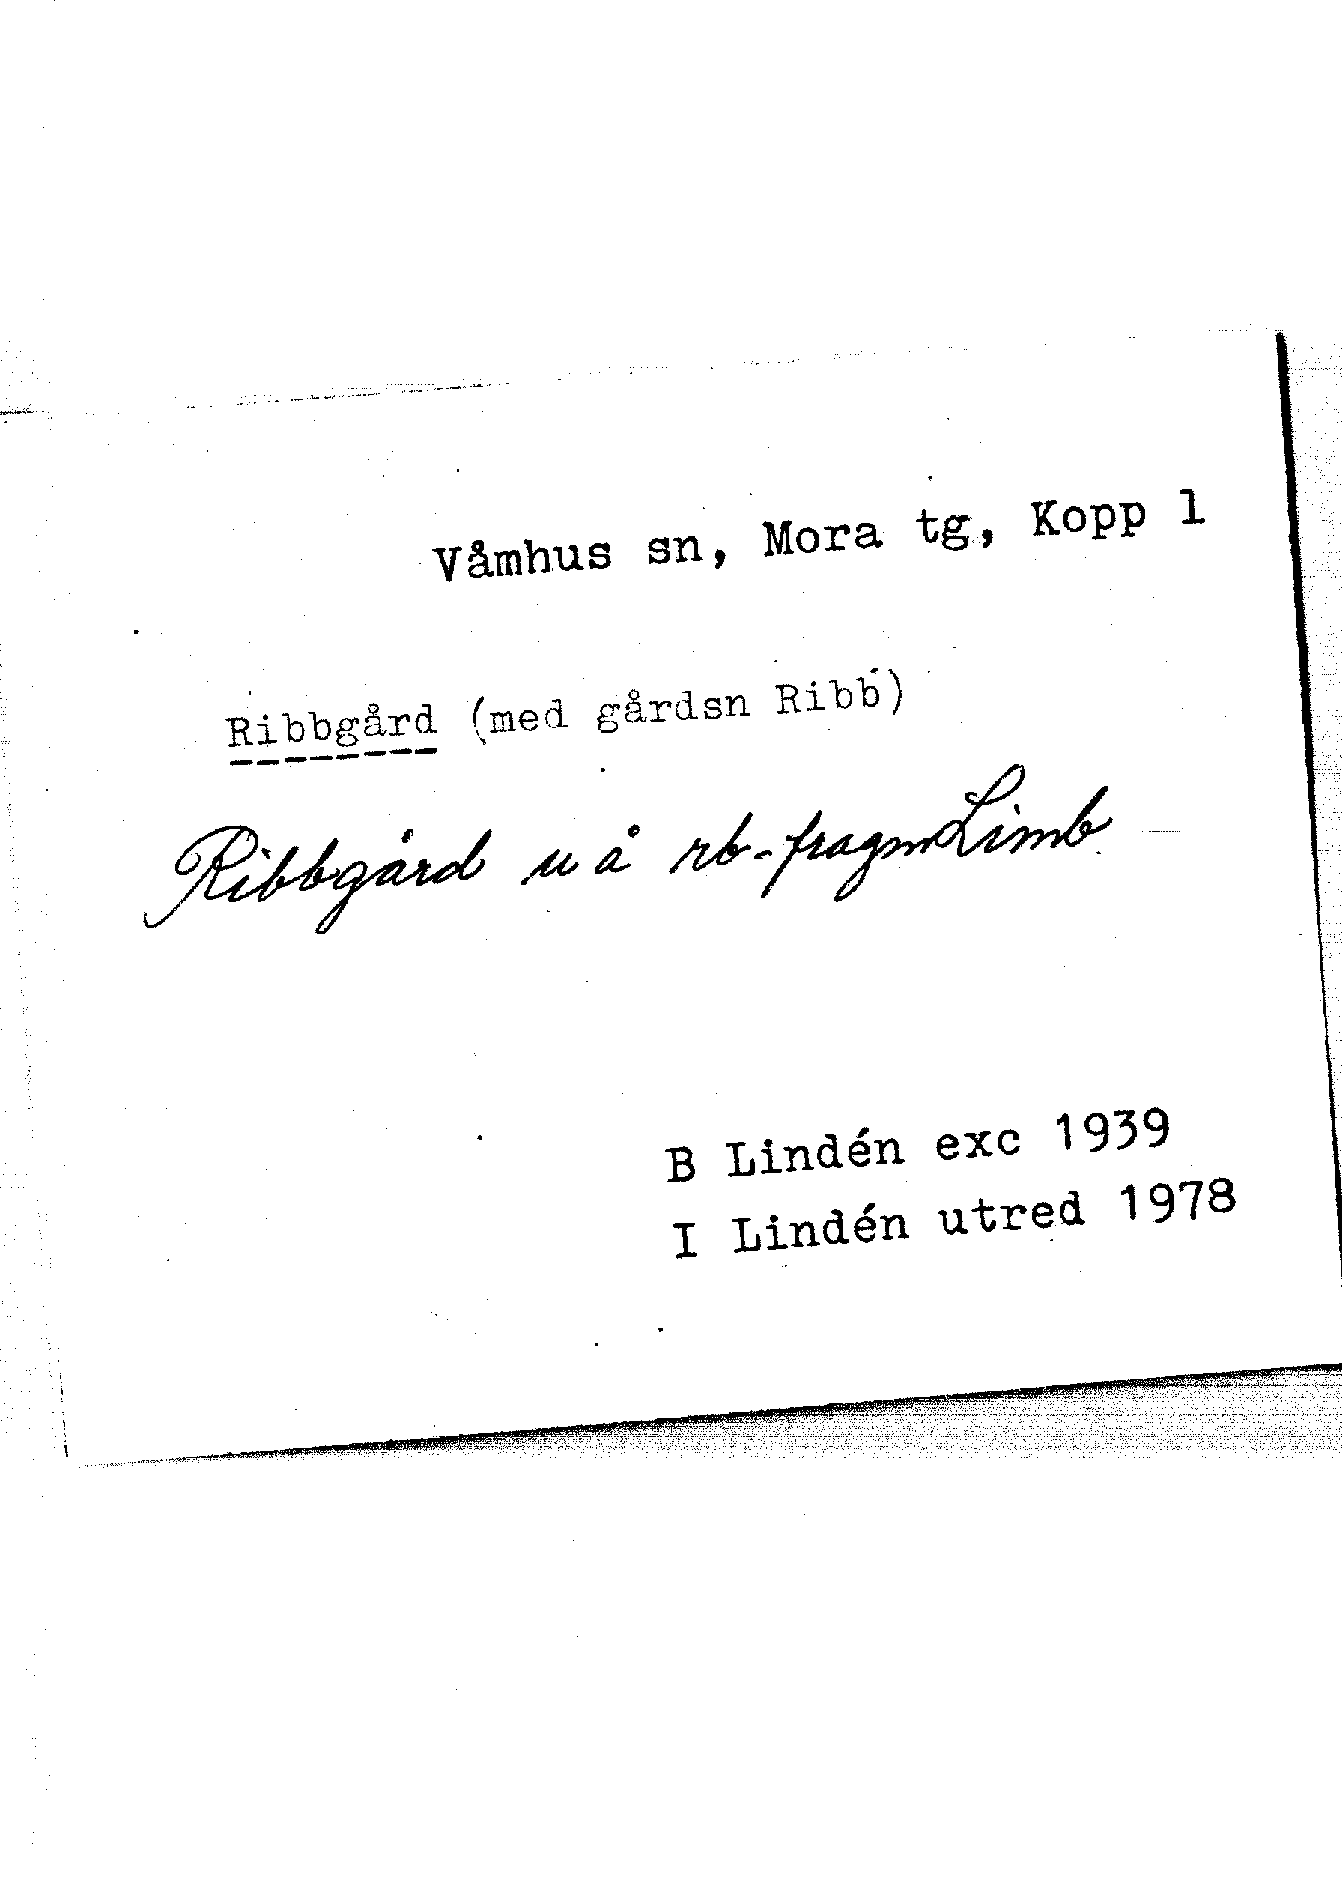 Våmhus sn, Mora tg, Kopp l
Ribbgård (med gårdsn Ribb)
Ribbgård u å rb-fragm Limb
B Lindén exc 1939
I Lindén utred 1978